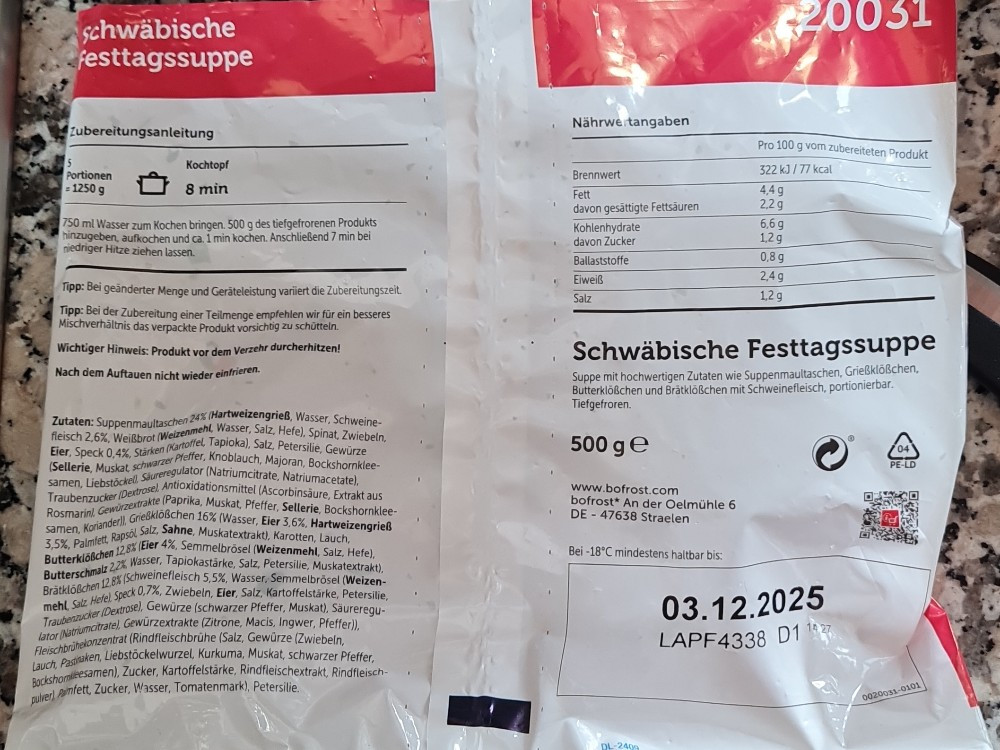 Schwäbische
Festtagssuppe
Zubereitungsanleitung
5
Portionen
= 1250 g
Kochtopf
8 min
750 ml Wasser zum Kochen bringen. 500 g des tiefgefrorenen Produkts
hinzugeben, aufkochen und ca. 1 min kochen. Anschließend 7 min bei
niedriger Hitze ziehen lassen.
Tipp: Bei geänderter Menge und Geräteleistung variiert die Zubereitungszeit.
Tipp: Bei der Zubereitung einer Teilmenge empfehlen wir für ein besseres
Mischverhältnis das verpackte Produkt vorsichtig zu schütteln.
Wichtiger Hinweis: Produkt vor dem Verzehr durcherhitzen!
Nach dem Auftauen nicht wieder einfrieren.
Zutaten: Suppenmaultaschen 24% (Hartweizengrieß, Wasser, Schweine-
fleisch 2,6%, Weißbrot (Weizenmehl, Wasser, Salz, Hefe), Spinat, Zwiebeln,
Eier, Speck 0,4%, Stärken (Kartoffel, Tapioka), Salz, Petersilie, Gewürze
(Sellerie, Muskat, schwarzer Pfeffer, Knoblauch, Majoran, Bockshornklee-
samen, Liebstöckel), Säureregulator (Natriumcitrate, Natriumacetate),
Traubenzucker (Dextrose), Antioxidationsmittel (Ascorbinsäure, Extrakt aus
Rosmarin), Gewürzextrakte (Paprika, Muskat, Pfeffer, Sellerie, Bockshornklee-
samen, Koriander)), Grießklößchen 16% (Wasser, Eier 3,6%, Hartweizengrieß
3,5%, Palmfett, Rapsöl, Salz, Sahne, Muskatextrakt), Karotten, Lauch,
Butterklößchen 12,8% (Eier 4%, Semmelbrösel (Weizenmehl, Salz, Hefe),
Butterschmalz 2,2%, Wasser, Tapiokastärke, Salz, Petersilie, Muskatextrakt),
Brätklößchen 12,8% (Schweinefleisch 5,5%, Wasser, Semmelbrösel (Weizen-
mehl, Salz, Hefe), Speck 0,7%, Zwiebeln, Eier, Salz, Kartoffelstärke, Petersilie,
Traubenzucker (Dextrose), Gewürze (schwarzer Pfeffer, Muskat), Säureregu-
lator (Natriumcitrate), Gewürzextrakte (Zitrone, Macis, Ingwer, Pfeffer)),
Fleischbrühekonzentrat (Rindfleischbrühe (Salz, Gewürze (Zwiebeln,
Lauch, Pastinaken, Liebstöckelwurzel, Kurkuma, Muskat, schwarzer Pfeffer,
Bockshornkleesamen), Zucker, Kartoffelstärke, Rindfleischextrakt, Rindfleisch-
pulver), Palmfett, Zucker, Wasser, Tomatenmark), Petersilie.
20031
Nährwertangaben
Pro 100 g vom zubereiteten Produkt
Brennwert 322 kJ / 77 kcal
Fett 4,4 g
davon gesättigte Fettsäuren 2,2 g
Kohlenhydrate 6,6 g
davon Zucker 1,2 g
Ballaststoffe 0,8 g
Eiweiß 2,4 g
Salz 1,2 g
Schwäbische Festtagssuppe
Suppe mit hochwertigen Zutaten wie Suppenmaultaschen, Grießklößchen,
Butterklößchen und Brätklößchen mit Schweinefleisch, portionierbar.
Tiefgefroren.
500 g ℮
®
04
PE-LD
www.bofrost.com
bofrost* An der Oelmühle 6
DE - 47638 Straelen
Bei -18°C mindestens haltbar bis:
03.12.2025
LAPF4338 D1 14:27
0020031-0101
DL-2409